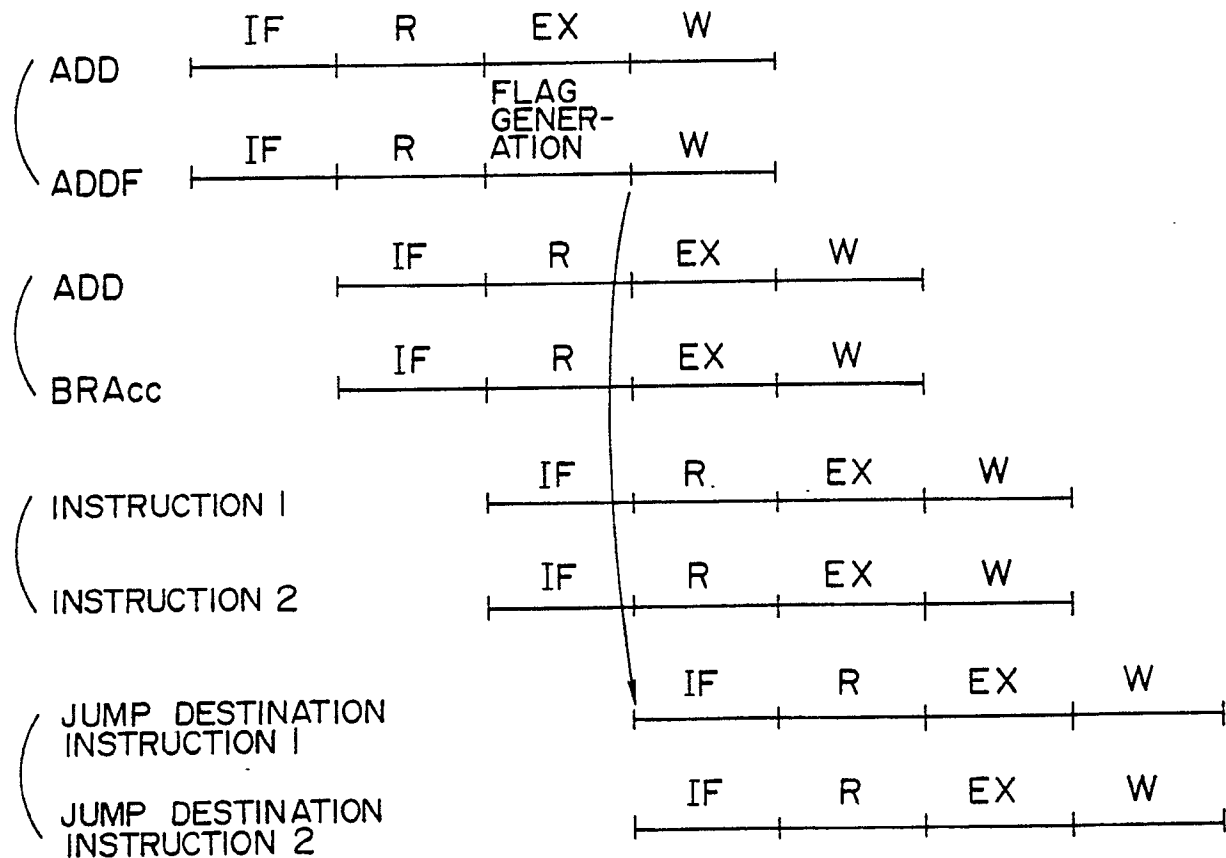 IF R EX W
ADD
FLAG
GENER-
ATION
IF R W
ADDF
IF R EX W
ADD
IF R EX W
BRAcc
IF R. EX W
INSTRUCTION 1
IF R EX W
INSTRUCTION 2
IF R EX W
JUMP DESTINATION
INSTRUCTION 1
IF R EX W
JUMP DESTINATION
INSTRUCTION 2